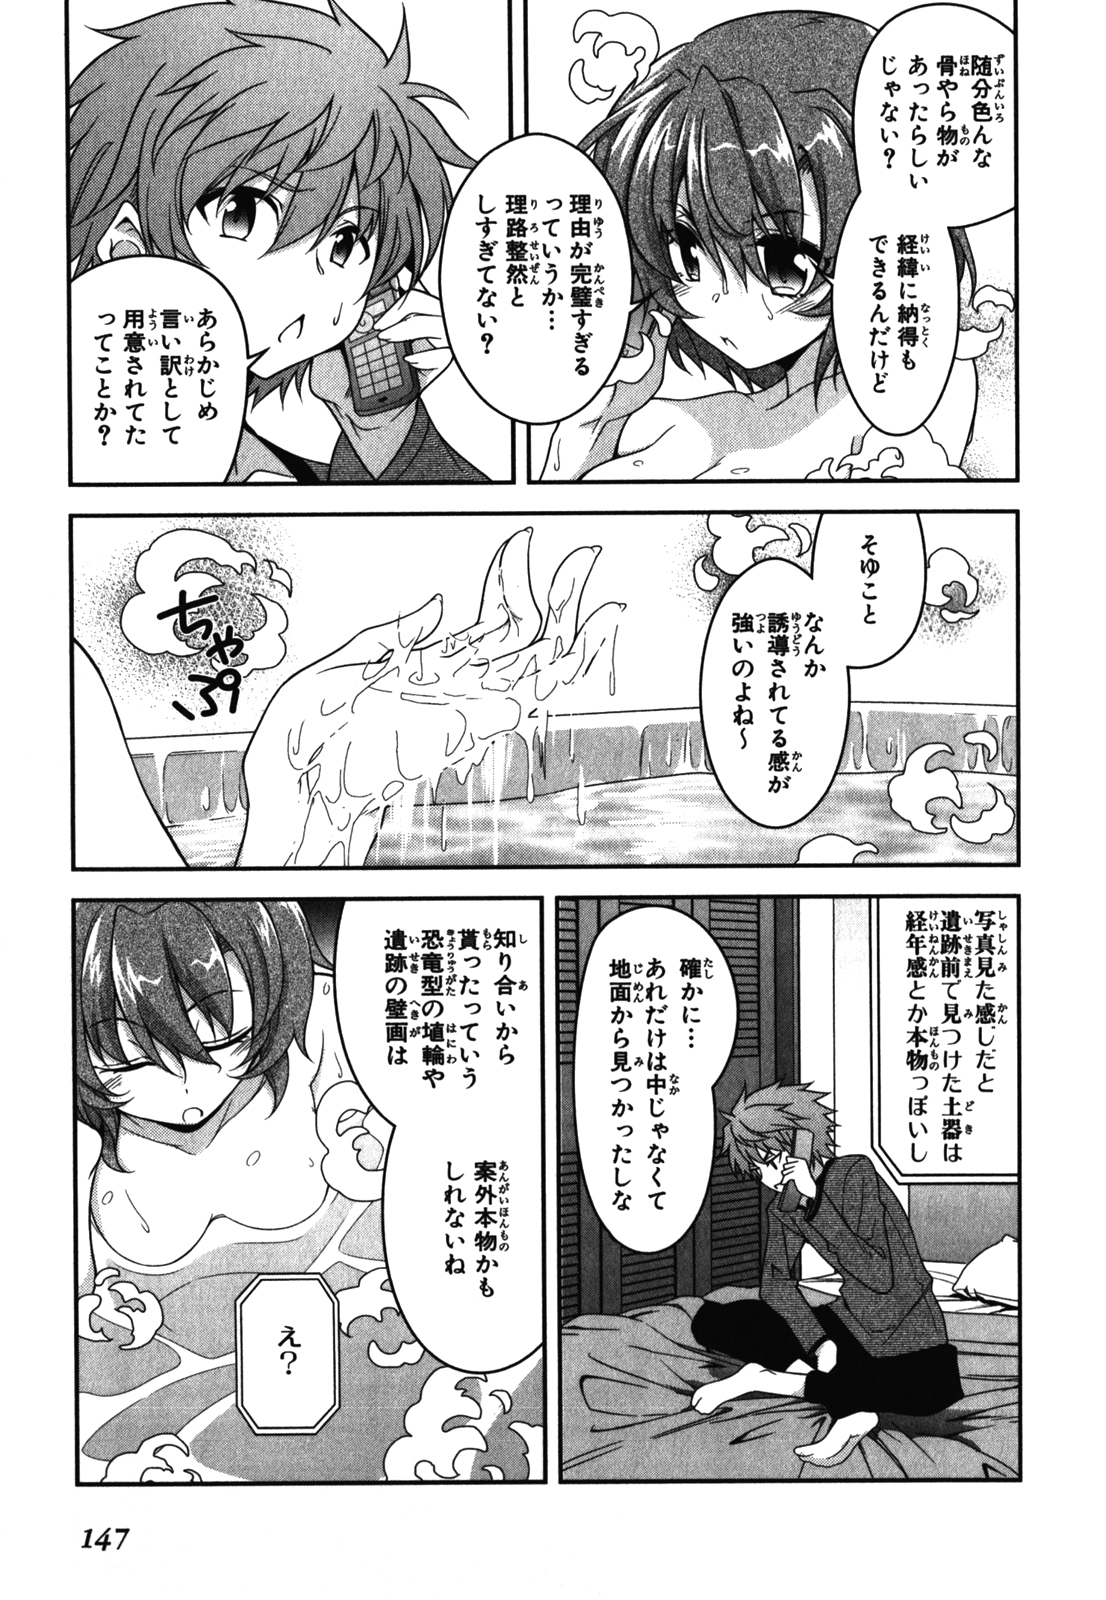 随分色んな
骨やら物が
あったらしい
じゃない？
経緯に納得も
できるんだけど
理由が完璧すぎる
っていうか…
理路整然と
しすぎてない？
あらかじめ
言い訳として
用意されてた
ってことか？
そゆこと
なんか
誘導されてる感が
強いのよね～
ちゃぷ
写真見た感じだと
遺跡前で見つけた土器は
経年感とか本物っぽいし
確かに…
あれだけは中じゃなくて
地面から見つかったしな
知り合いから
貰ったっていう
恐竜型の埴輪や
遺跡の壁画は
案外本物かも
しれないね
え？
147